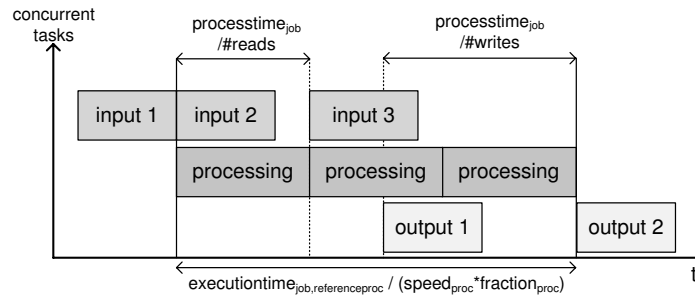 concurrent
tasks
processtime_job
/#reads
processtime_job
/#writes
input 1
input 2
input 3
processing
processing
processing
output 1
output 2
t
executiontime_job,referenceproc / (speed_proc*fraction_proc)